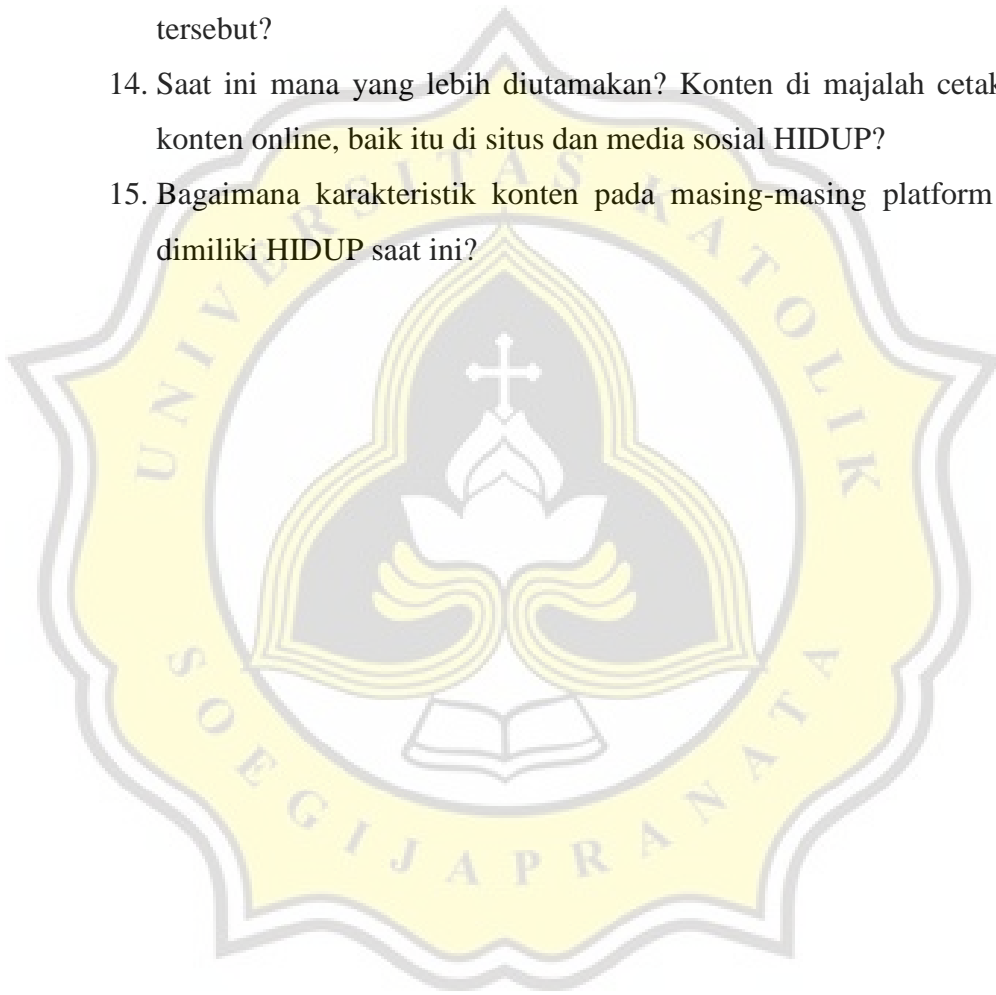 tersebut?
14. Saat ini mana yang lebih diutamakan? Konten di majalah cetak
konten online, baik itu di situs dan media sosial HIDUP?
15. Bagaimana karakteristik konten pada masing-masing platform
dimiliki HIDUP saat ini?
UNIVERSITAS KATOLIK
SOEGIJAPRANATA